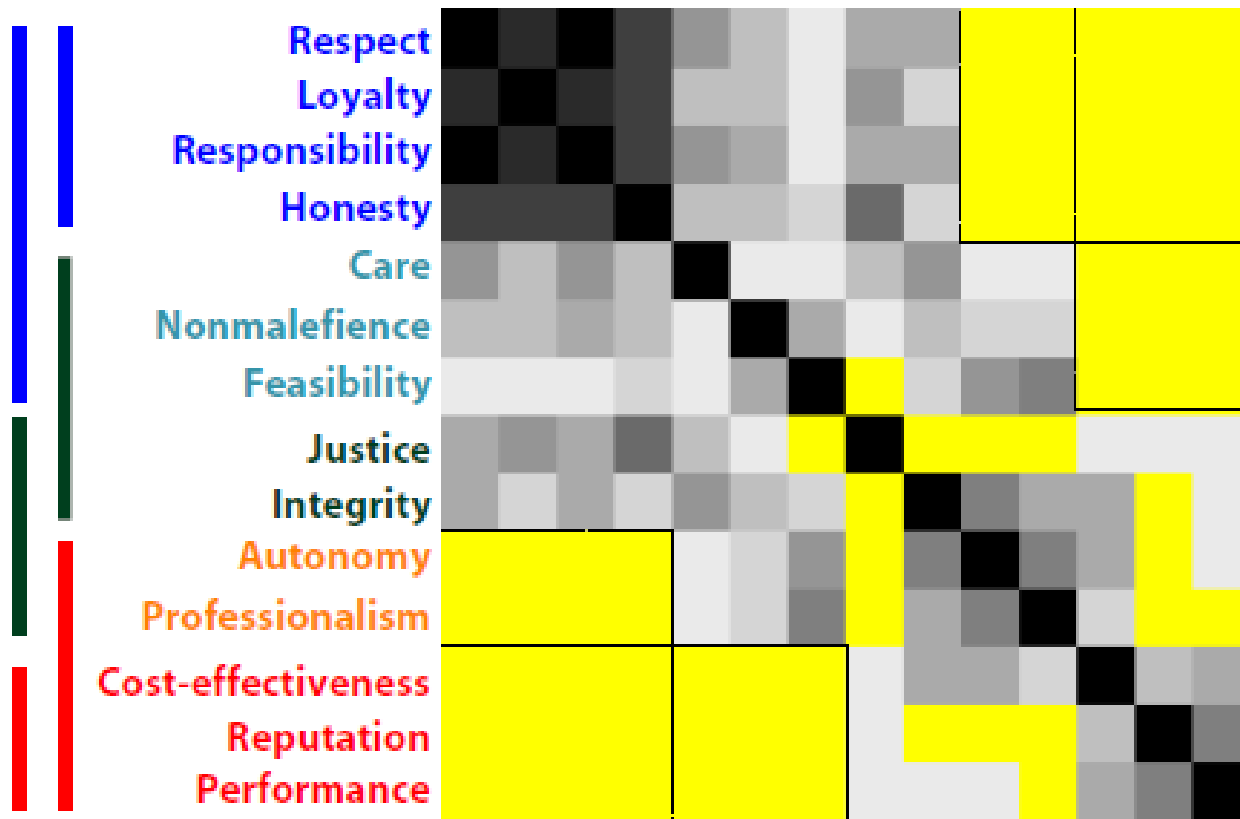 Respect
Loyalty
Responsibility
Honesty
Care
Nonmalefience
Feasibility
Justice
Integrity
Autonomy
Professionalism
Cost-effectiveness
Reputation
Performance